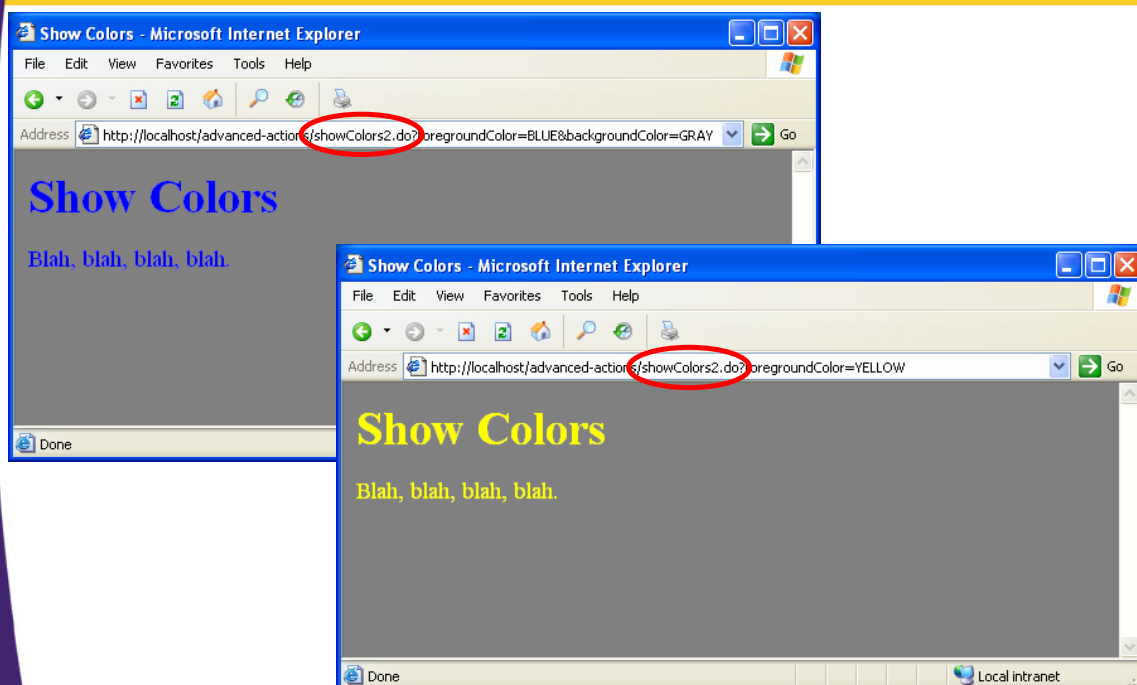 Show Colors - Microsoft Internet Explorer
File Edit View Favorites Tools Help
Address http://localhost/advanced-actions/showColors2.do?foregroundColor=BLUE&backgroundColor=GRAY Go
Show Colors
Blah, blah, blah, blah.
Done
Show Colors - Microsoft Internet Explorer
File Edit View Favorites Tools Help
Address http://localhost/advanced-actions/showColors2.do?foregroundColor=YELLOW Go
Show Colors
Blah, blah, blah, blah.
Done Local intranet